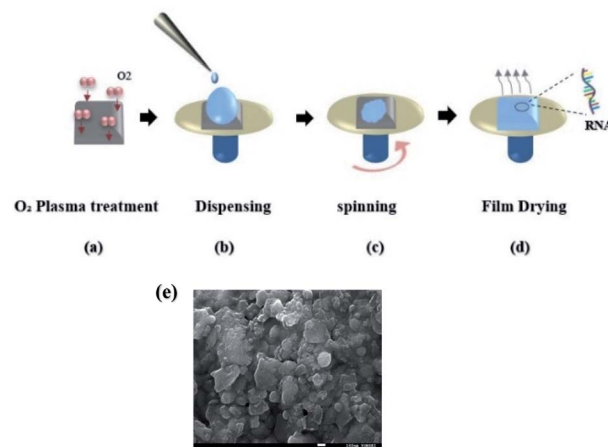 O2
RNA
O₂ Plasma treatment
Dispensing
spinning
Film Drying
(a)
(b)
(c)
(d)
(e)